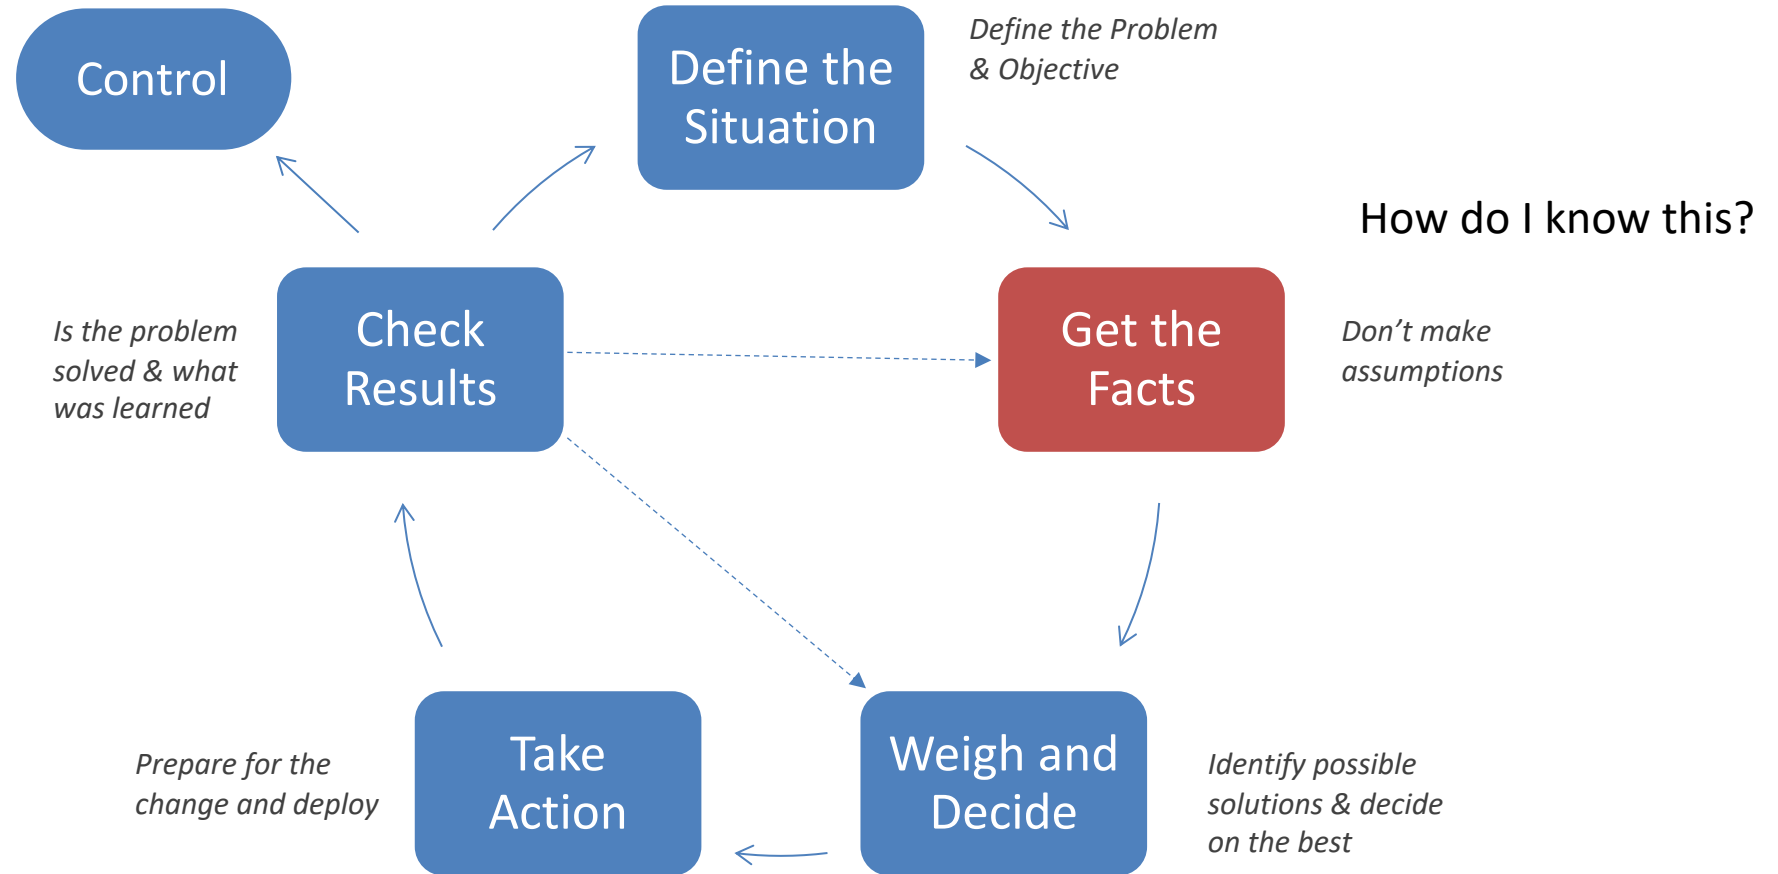 Control
Define the
Situation
Define the Problem
& Objective
How do I know this?
Check
Results
Is the problem
solved & what
was learned
Get the
Facts
Don’t make
assumptions
Take
Action
Prepare for the
change and deploy
Weigh and
Decide
Identify possible
solutions & decide
on the best